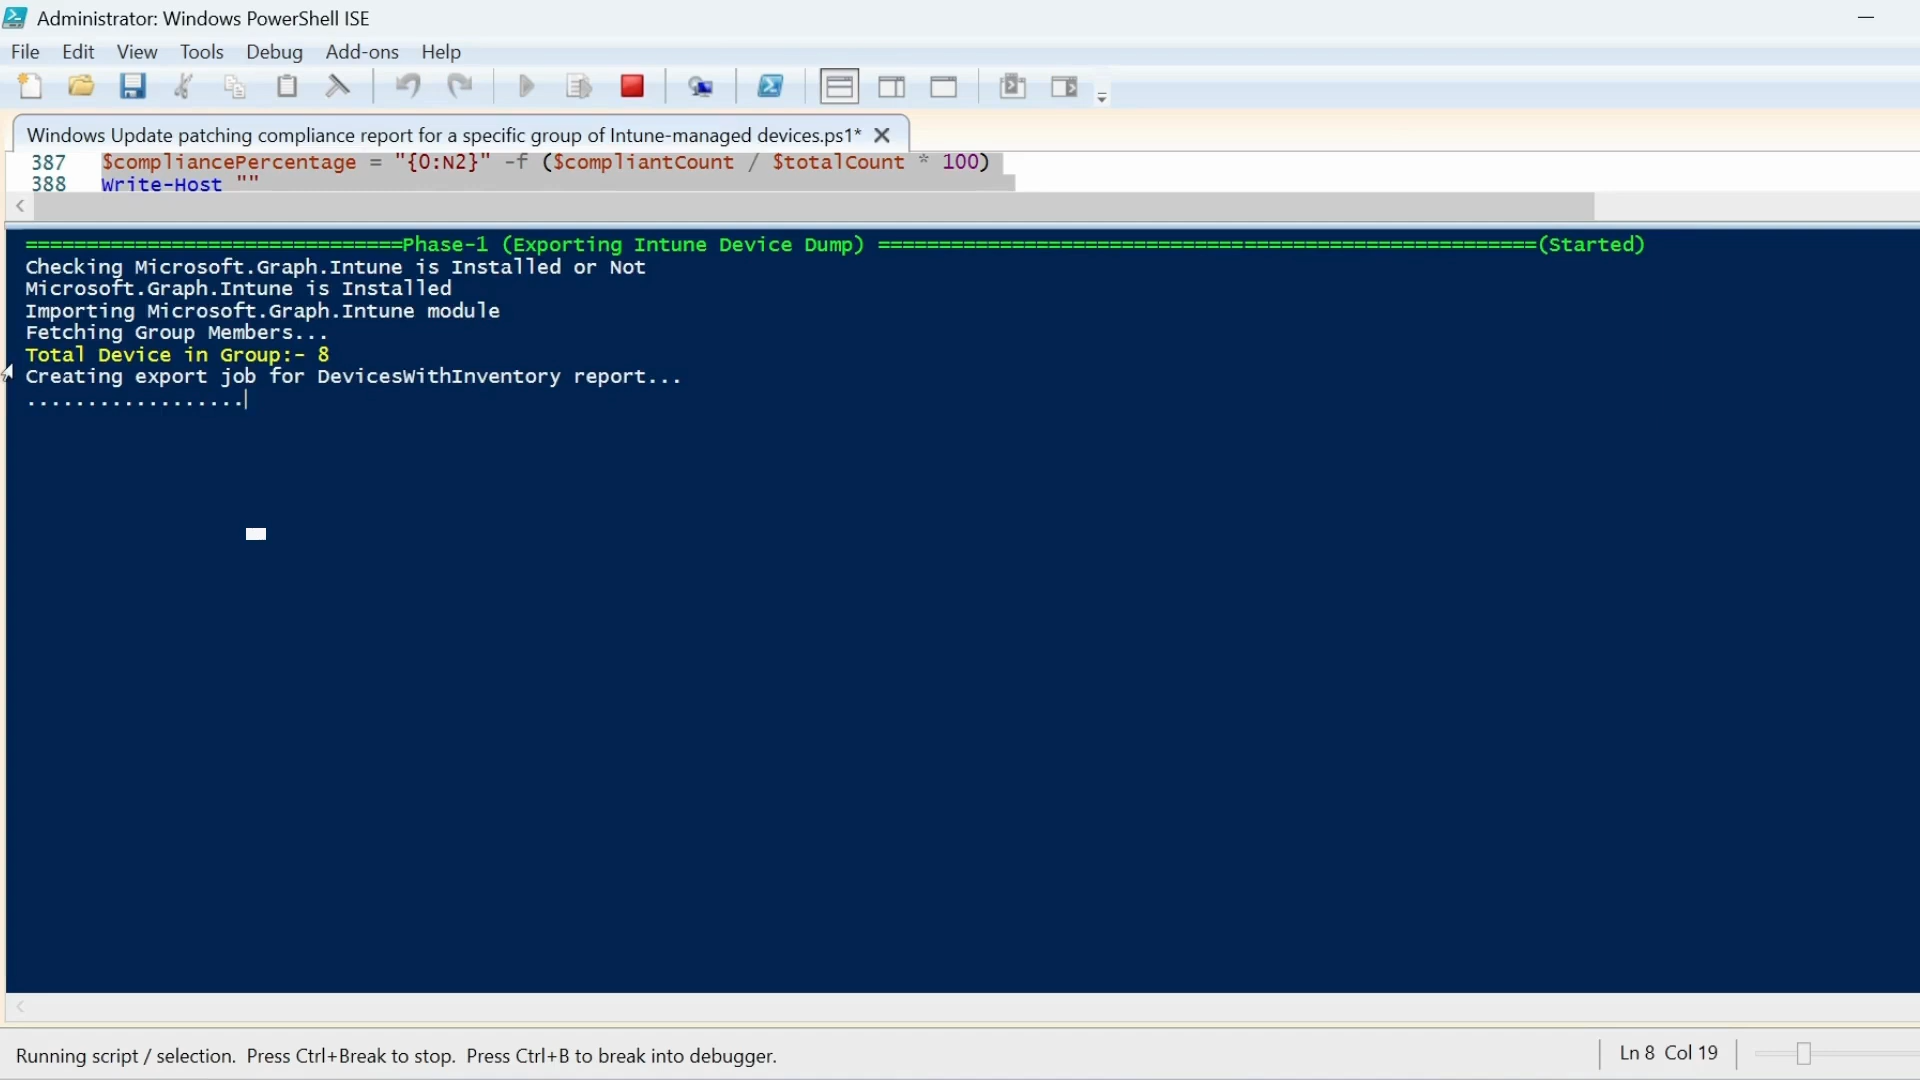 Administrator: Windows PowerShell ISE
File Edit View Tools Debug Add-ons Help
Windows Update patching compliance report for a specific group of Intune-managed devices.ps1*
387 $compliancePercentage = "{0:N2}" -f ($compliantCount / $totalCount * 100)
388 Write-Host ""
===============================Phase-1 (Exporting Intune Device Dump) ======================================================(Started)
Checking Microsoft.Graph.Intune is Installed or Not
Microsoft.Graph.Intune is Installed
Importing Microsoft.Graph.Intune module
Fetching Group Members...
Total Device in Group:- 8
Creating export job for DevicesWithInventory report...
..................
Running script / selection. Press Ctrl+Break to stop. Press Ctrl+B to break into debugger.
Ln 8 Col 19